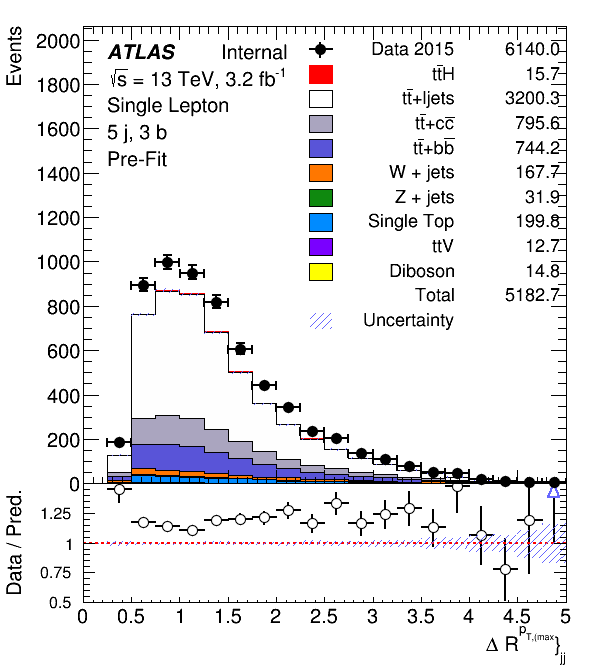 Events
2000
1800
1600
1400
1200
1000
800
600
400
200
0
ATLAS Internal
√s = 13 TeV, 3.2 fb-1
Single Lepton
5 j, 3 b
Pre-Fit
Data 2015 6140.0
tt̄H 15.7
tt̄+ljets 3200.3
tt̄+cc̄ 795.6
tt̄+bb̄ 744.2
W + jets 167.7
Z + jets 31.9
Single Top 199.8
ttV 12.7
Diboson 14.8
Total 5182.7
Uncertainty
Data / Pred.
1.25
1
0.75
0.5
0 0.5 1 1.5 2 2.5 3 3.5 4 4.5 5
Δ R^{p_{T,(max}}_{jj}